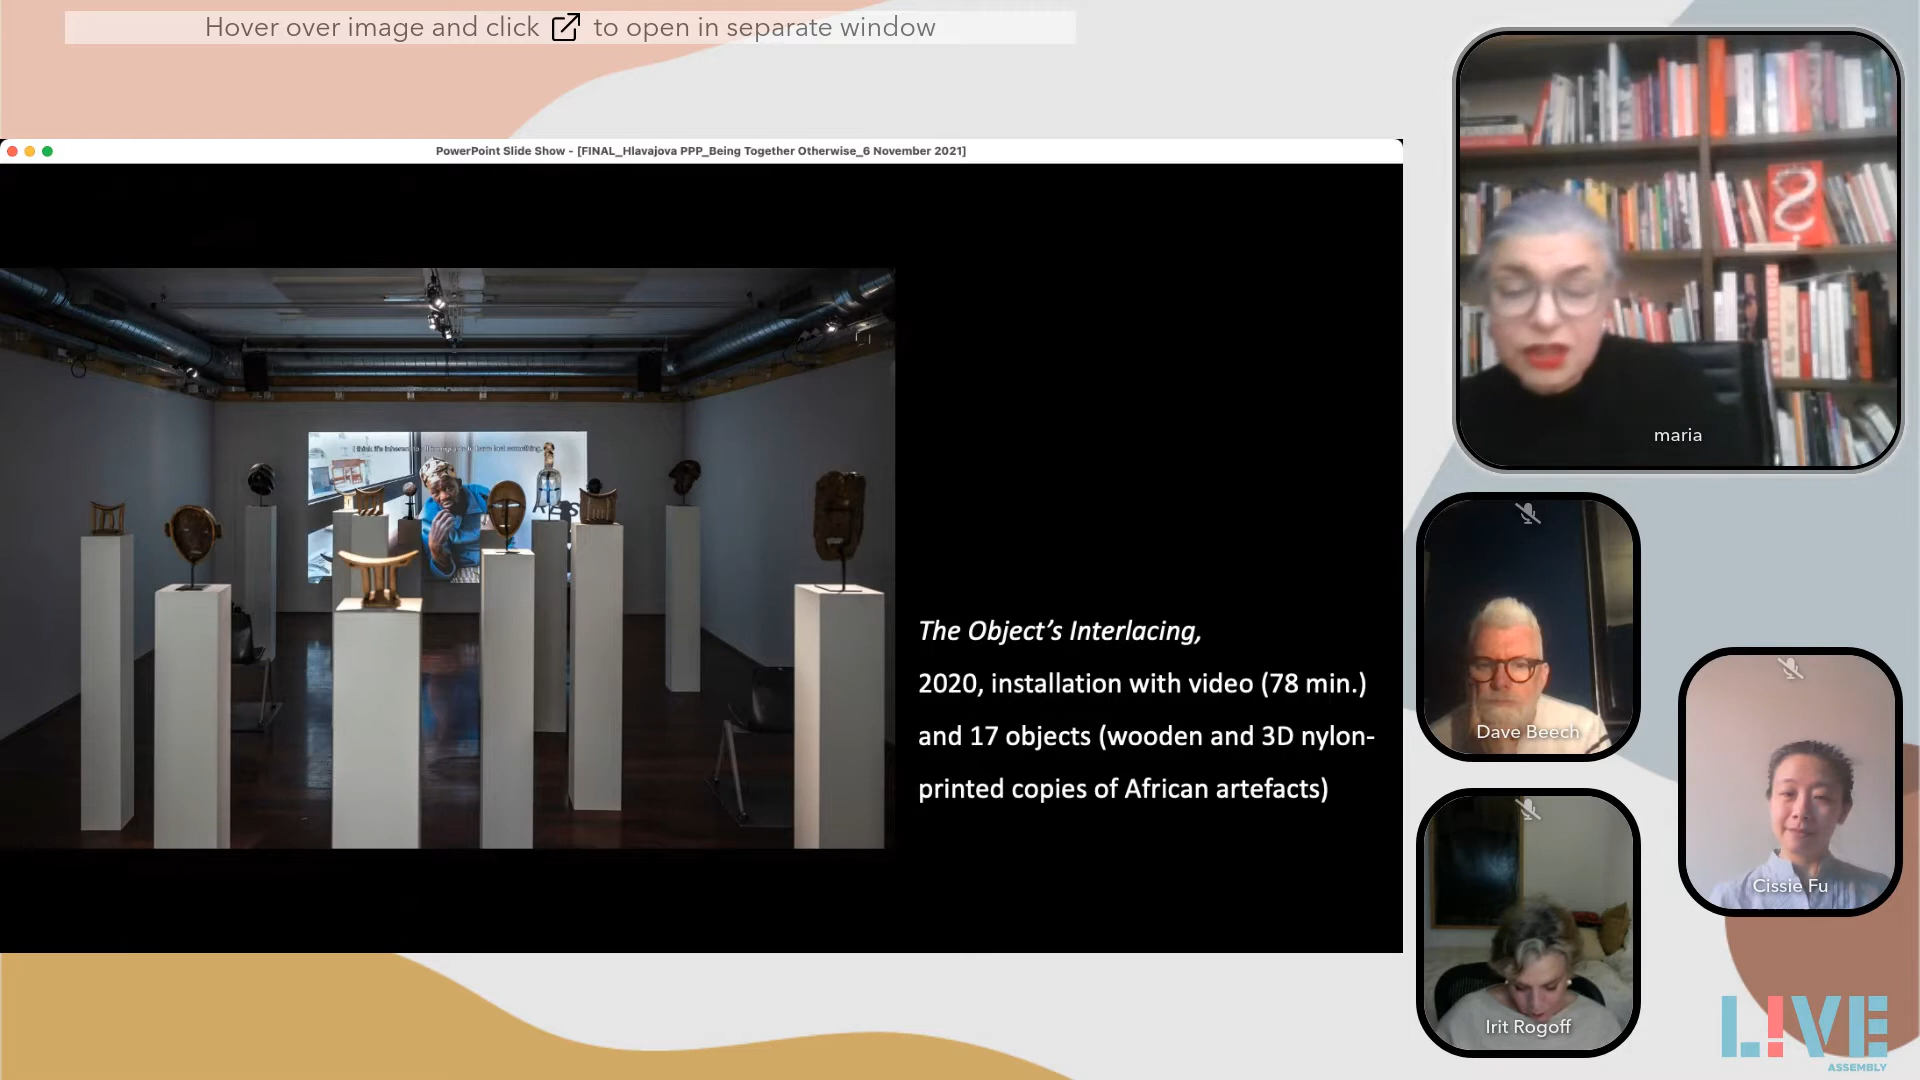 Hover over image and click to open in separate window
PowerPoint Slide Show - [FINAL_Hlavajova PPP_Being Together Otherwise_6 November 2021]
The Object's Interlacing,
2020, installation with video (78 min.)
and 17 objects (wooden and 3D nylon-
printed copies of African artefacts)
maria
Dave Beech
Cissie Fu
Irit Rogoff
L!VE
ASSEMBLY